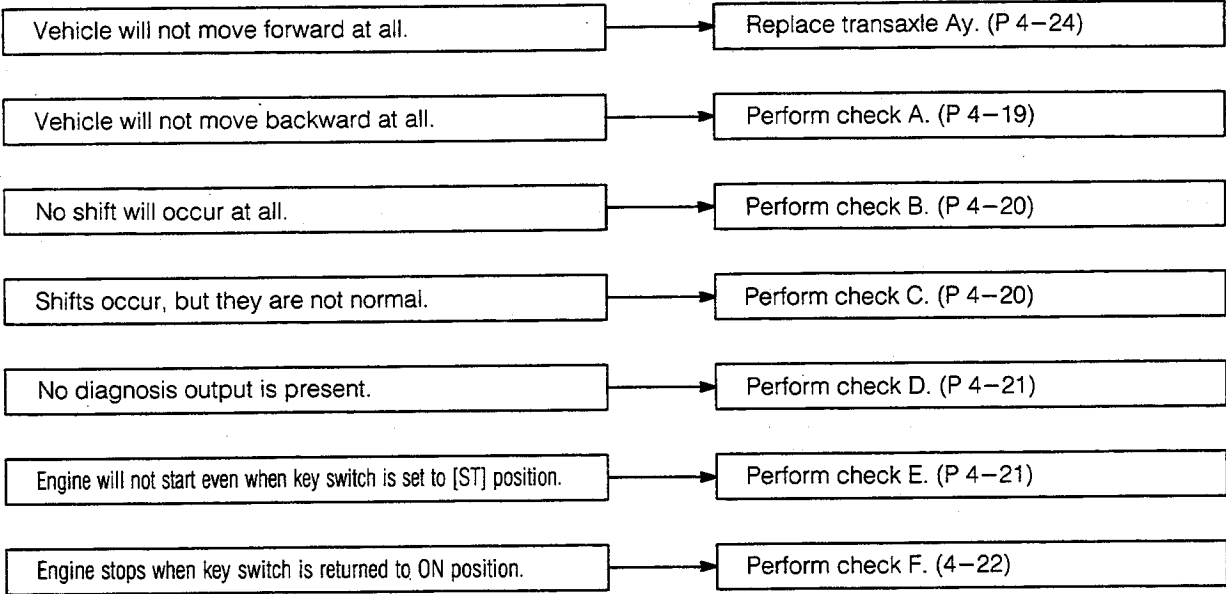 Vehicle will not move forward at all.
Replace transaxle Ay. (P 4–24)
Vehicle will not move backward at all.
Perform check A. (P 4–19)
No shift will occur at all.
Perform check B. (P 4–20)
Shifts occur, but they are not normal.
Perform check C. (P 4–20)
No diagnosis output is present.
Perform check D. (P 4–21)
Engine will not start even when key switch is set to [ST] position.
Perform check E. (P 4–21)
Engine stops when key switch is returned to ON position.
Perform check F. (4–22)